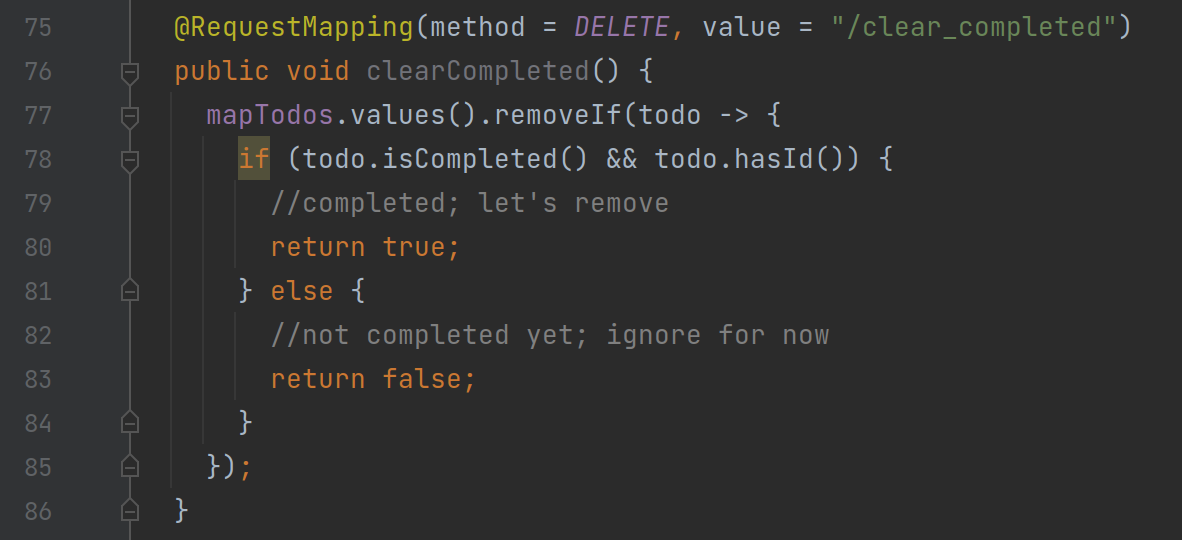 75 @RequestMapping(method = DELETE, value = "/clear_completed")
76 public void clearCompleted() {
77 mapTodos.values().removeIf(todo -> {
78 if (todo.isCompleted() && todo.hasId()) {
79 //completed; let's remove
80 return true;
81 } else {
82 //not completed yet; ignore for now
83 return false;
84 }
85 });
86 }